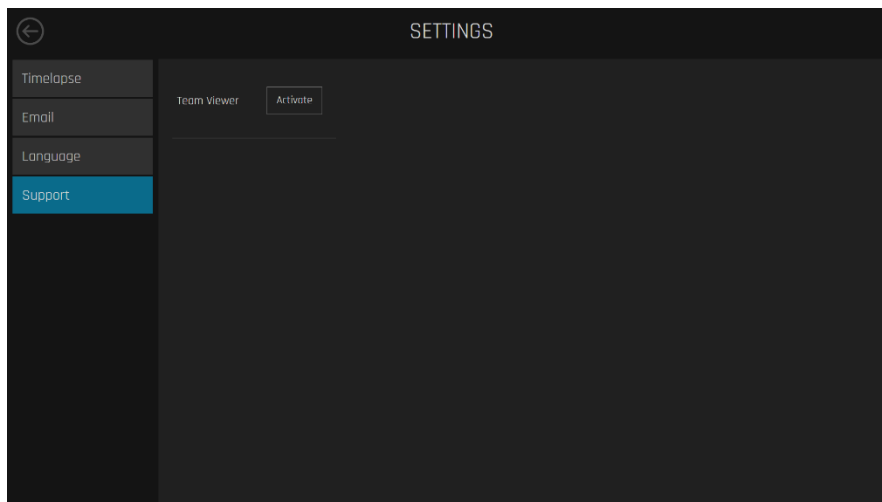 SETTINGS
Timelapse
Email
Language
Support
Team Viewer
Activate